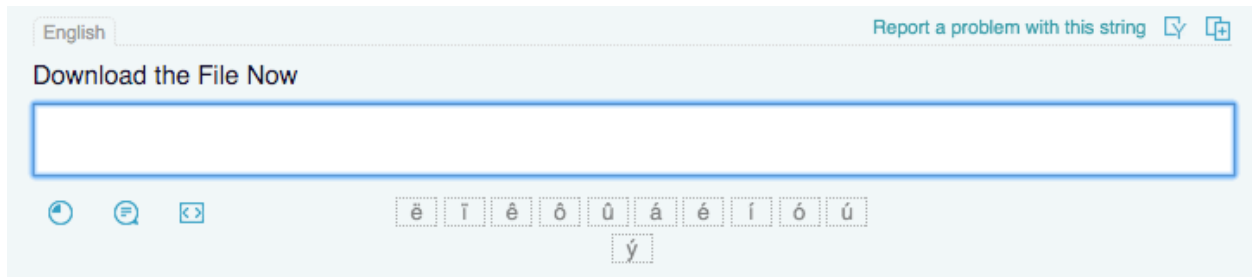 English
Report a problem with this string
Download the File Now
ë ï ê ô û á é í ó ú
ý